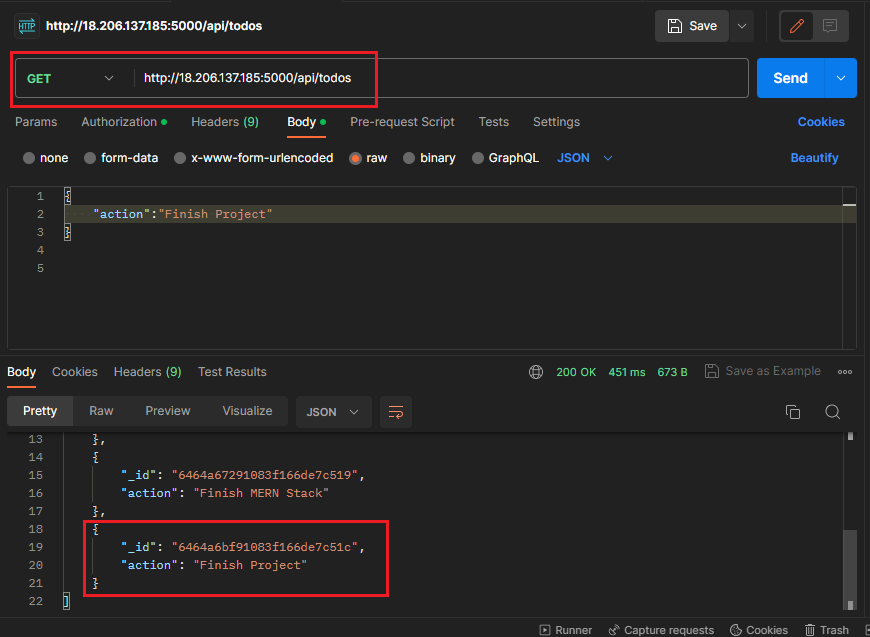 HTTP http://18.206.137.185:5000/api/todos Save
GET http://18.206.137.185:5000/api/todos Send
Params Authorization Headers (9) Body Pre-request Script Tests Settings Cookies
none form-data x-www-form-urlencoded raw binary GraphQL JSON Beautify
1 {
2 "action":"Finish Project"
3 }
4
5
Body Cookies Headers (9) Test Results 200 OK 451 ms 673 B Save as Example
Pretty Raw Preview Visualize JSON
13 },
14 {
15 "_id": "6464a67291083f166de7c519",
16 "action": "Finish MERN Stack"
17 },
18 {
19 "_id": "6464a6bf91083f166de7c51c",
20 "action": "Finish Project"
21 }
22 ]
Runner Capture requests Cookies Trash